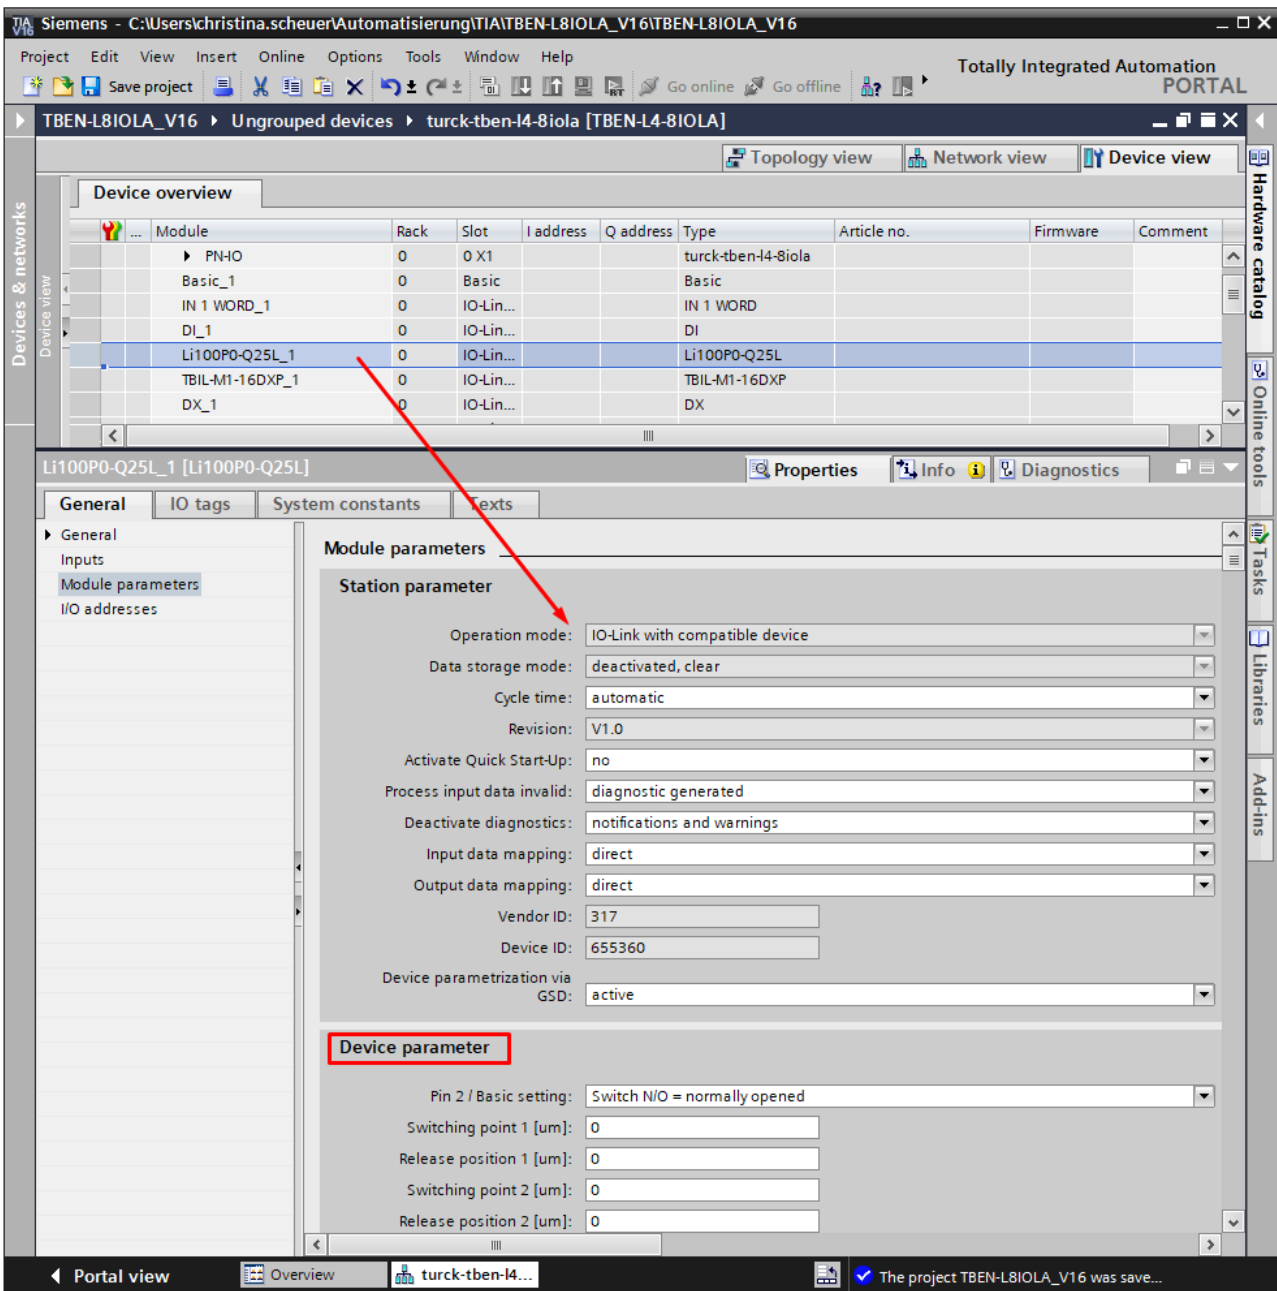 Siemens - C:\Users\christina.scheuer\Automatisierung\TIA\TBEN-L8IOLA_V16\TBEN-L8IOLA_V16
Project Edit View Insert Online Options Tools Window Help
Totally Integrated Automation
PORTAL
Save project Go online Go offline
TBEN-L8IOLA_V16 Ungrouped devices turck-tben-l4-8iola [TBEN-L4-8IOLA]
Topology view Network view Device view
Device overview
... Module Rack Slot I address Q address Type Article no. Firmware Comment
PN-IO 0 0 X1 turck-tben-l4-8iola
Basic_1 0 Basic Basic
IN 1 WORD_1 0 IO-Lin... IN 1 WORD
DI_1 0 IO-Lin... DI
Li100P0-Q25L_1 0 IO-Lin... Li100P0-Q25L
TBIL-M1-16DXP_1 0 IO-Lin... TBIL-M1-16DXP
DX_1 0 IO-Lin... DX
Devices & networks
Device view
Li100P0-Q25L_1 [Li100P0-Q25L]
Properties Info Diagnostics
General IO tags System constants Texts
General
Inputs
Module parameters
I/O addresses
Module parameters
Station parameter
Operation mode: IO-Link with compatible device
Data storage mode: deactivated, clear
Cycle time: automatic
Revision: V1.0
Activate Quick Start-Up: no
Process input data invalid: diagnostic generated
Deactivate diagnostics: notifications and warnings
Input data mapping: direct
Output data mapping: direct
Vendor ID: 317
Device ID: 655360
Device parametrization via
GSD: active
Device parameter
Pin 2 / Basic setting: Switch N/O = normally opened
Switching point 1 [um]: 0
Release position 1 [um]: 0
Switching point 2 [um]: 0
Release position 2 [um]: 0
Hardware catalog
Online tools
Tasks
Libraries
Add-ins
Portal view Overview turck-tben-l4... The project TBEN-L8IOLA_V16 was save...